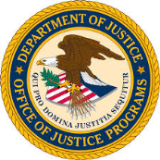 DEPARTMENT OF JUSTICE
QUI PRO DOMINA JUSTITIA SEQUITUR
OFFICE OF JUSTICE PROGRAMS